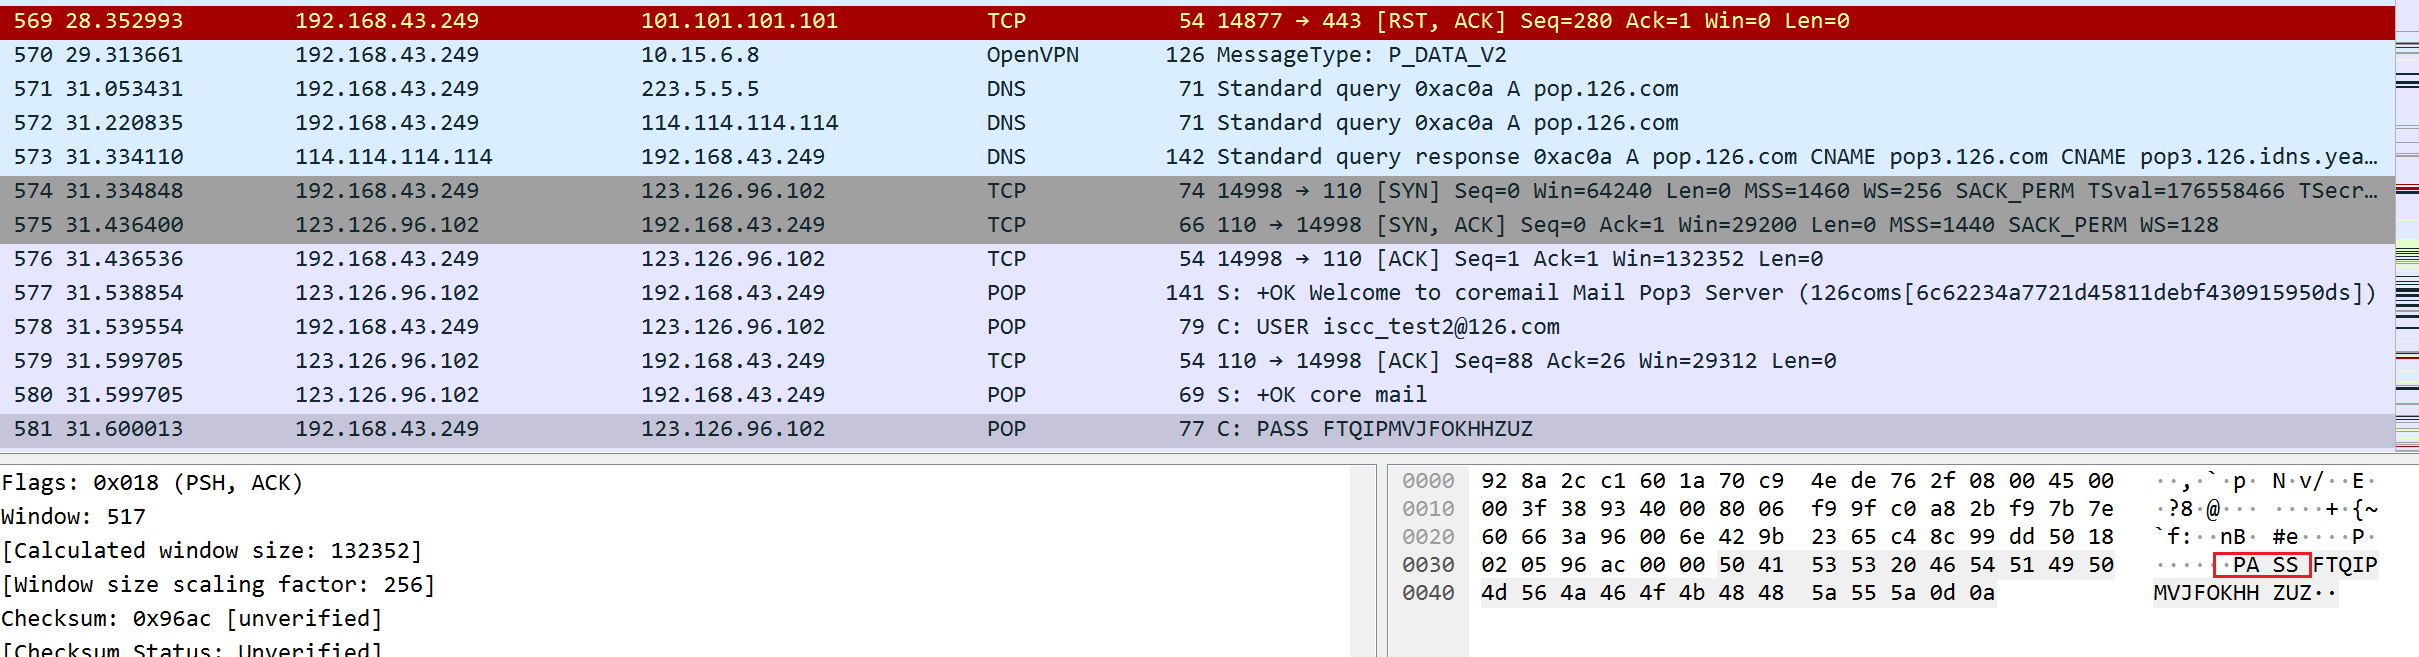 569 28.352993 192.168.43.249 101.101.101.101 TCP 54 14877 → 443 [RST, ACK] Seq=280 Ack=1 Win=0 Len=0
570 29.313661 192.168.43.249 10.15.6.8 OpenVPN 126 MessageType: P_DATA_V2
571 31.053431 192.168.43.249 223.5.5.5 DNS 71 Standard query 0xac0a A pop.126.com
572 31.220835 192.168.43.249 114.114.114.114 DNS 71 Standard query 0xac0a A pop.126.com
573 31.334110 114.114.114.114 192.168.43.249 DNS 142 Standard query response 0xac0a A pop.126.com CNAME pop3.126.com CNAME pop3.126.idns.yea…
574 31.334848 192.168.43.249 123.126.96.102 TCP 74 14998 → 110 [SYN] Seq=0 Win=64240 Len=0 MSS=1460 WS=256 SACK_PERM TSval=176558466 TSecr…
575 31.436400 123.126.96.102 192.168.43.249 TCP 66 110 → 14998 [SYN, ACK] Seq=0 Ack=1 Win=29200 Len=0 MSS=1440 SACK_PERM WS=128
576 31.436536 192.168.43.249 123.126.96.102 TCP 54 14998 → 110 [ACK] Seq=1 Ack=1 Win=132352 Len=0
577 31.538854 123.126.96.102 192.168.43.249 POP 141 S: +OK Welcome to coremail Mail Pop3 Server (126coms[6c62234a7721d45811debf430915950ds])
578 31.539554 192.168.43.249 123.126.96.102 POP 79 C: USER iscc_test2@126.com
579 31.599705 123.126.96.102 192.168.43.249 TCP 54 110 → 14998 [ACK] Seq=88 Ack=26 Win=29312 Len=0
580 31.599705 123.126.96.102 192.168.43.249 POP 69 S: +OK core mail
581 31.600013 192.168.43.249 123.126.96.102 POP 77 C: PASS FTQIPMVJFOKHHZUZ
Flags: 0x018 (PSH, ACK)
Window: 517
[Calculated window size: 132352]
[Window size scaling factor: 256]
Checksum: 0x96ac [unverified]
[Checksum Status: Unverified]
0000 92 8a 2c c1 60 1a 70 c9 4e de 76 2f 08 00 45 00 ··,·`·p· N·v/··E·
0010 00 3f 38 93 40 00 80 06 f9 9f c0 a8 2b f9 7b 7e ·?8·@··· ····+·{~
0020 60 66 3a 96 00 6e 42 9b 23 65 c4 8c 99 dd 50 18 `f:··nB· #e····P·
0030 02 05 96 ac 00 00 50 41 53 53 20 46 54 51 49 50 ······PA SS FTQIP
0040 4d 56 4a 46 4f 4b 48 48 5a 55 5a 0d 0a MVJFOKHH ZUZ··